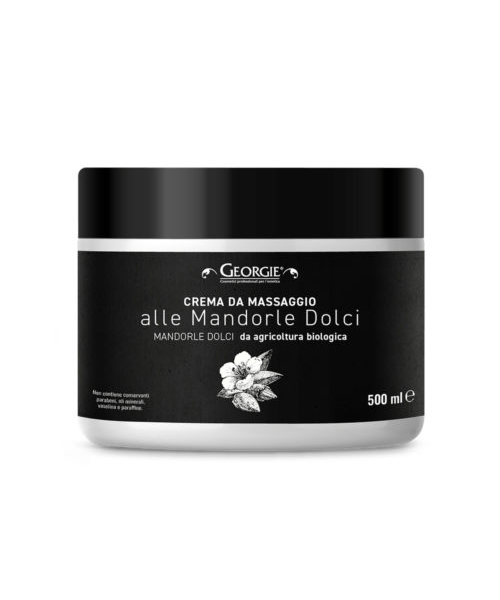 GEORGIE®
Cosmetici professionali per l'estetica
CREMA DA MASSAGGIO
alle Mandorle Dolci
MANDORLE DOLCI da agricoltura biologica
Non contiene conservanti
parabeni, oli minerali,
vaselina e paraffine.
500 ml e